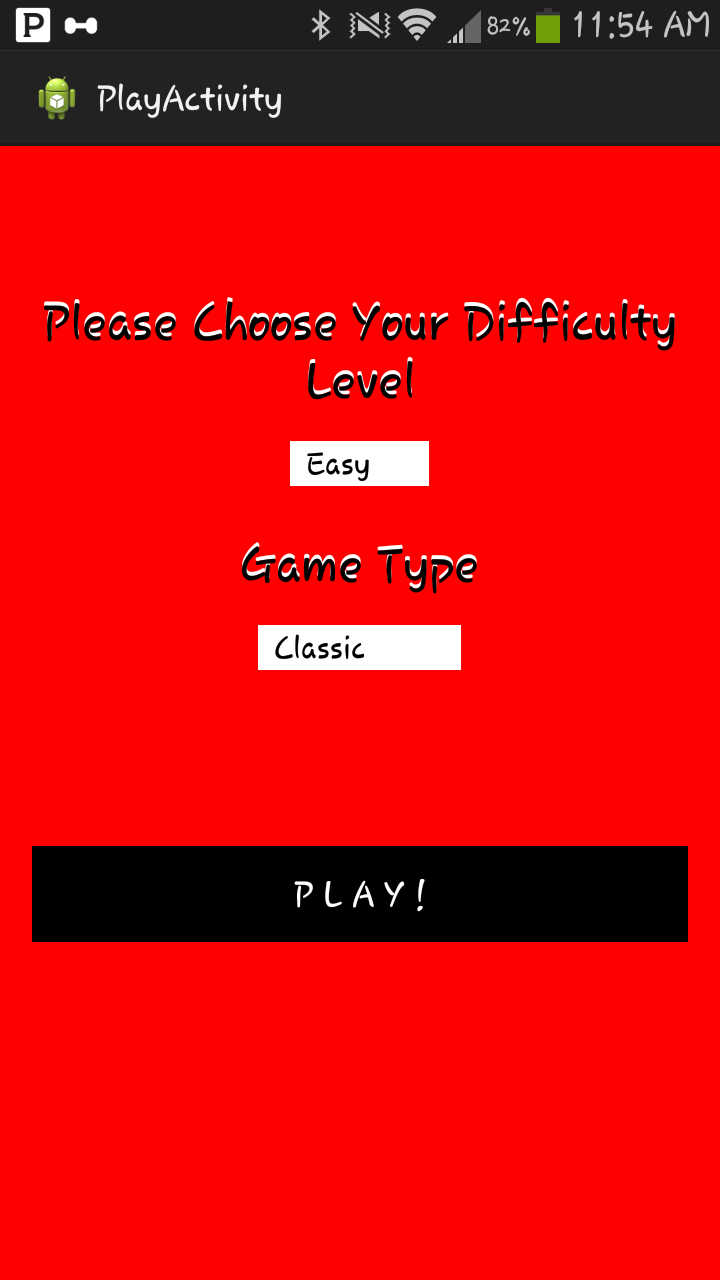 P 82% 11:54 AM
PlayActivity
Please Choose Your Difficulty
Level
Easy
Game Type
Classic
PLAY!